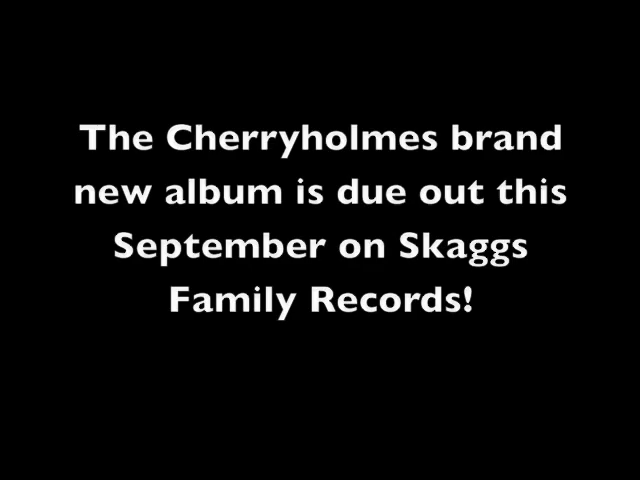 The Cherryholmes brand
new album is due out this
September on Skaggs
Family Records!